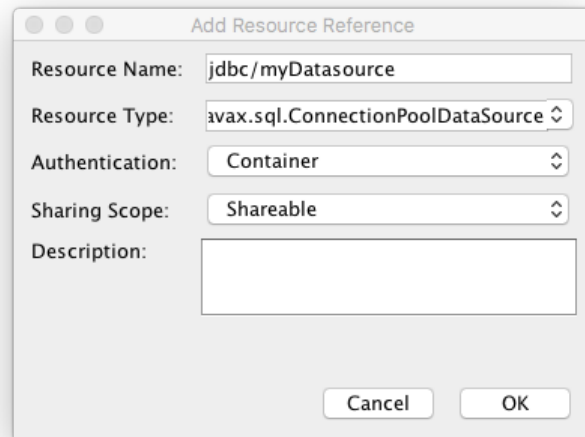 Add Resource Reference
Resource Name: jdbc/myDatasource
Resource Type: avax.sql.ConnectionPoolDataSource
Authentication: Container
Sharing Scope: Shareable
Description:
Cancel OK